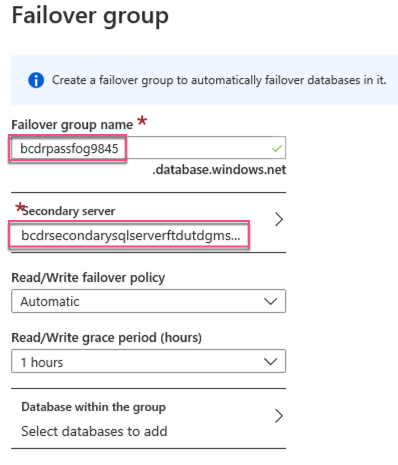 Failover group
Create a failover group to automatically failover databases in it.
Failover group name *
bcdrpassfog9845
.database.windows.net
*Secondary server
bcdrsecondarysqlserverftdutdgms...
Read/Write failover policy
Automatic
Read/Write grace period (hours)
1 hours
Database within the group
Select databases to add